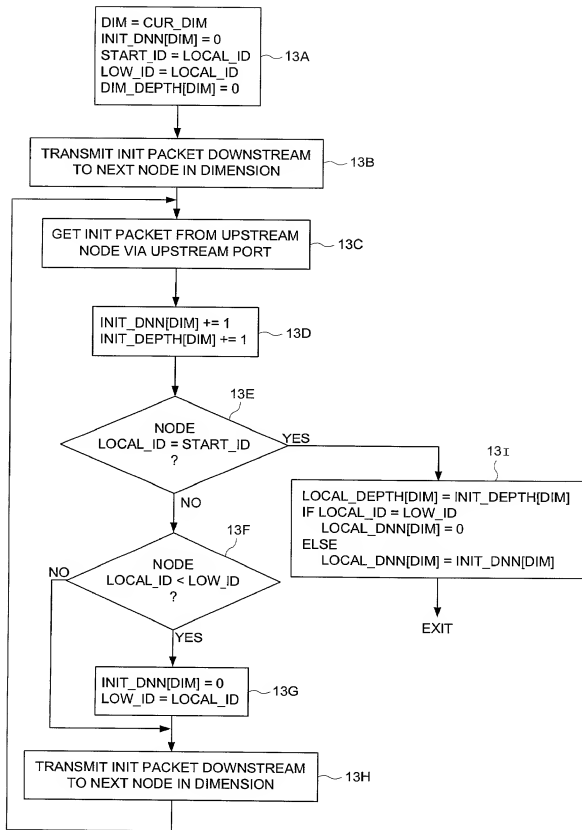 DIM = CUR_DIM
INIT_DNN[DIM] = 0
START_ID = LOCAL_ID
LOW_ID = LOCAL_ID
DIM_DEPTH[DIM] = 0
13A
TRANSMIT INIT PACKET DOWNSTREAM
TO NEXT NODE IN DIMENSION
13B
GET INIT PACKET FROM UPSTREAM
NODE VIA UPSTREAM PORT
13C
INIT_DNN[DIM] += 1
INIT_DEPTH[DIM] += 1
13D
13E
NODE
LOCAL_ID = START_ID
?
YES
NO
13I
LOCAL_DEPTH[DIM] = INIT_DEPTH[DIM]
IF LOCAL_ID = LOW_ID
LOCAL_DNN[DIM] = 0
ELSE
LOCAL_DNN[DIM] = INIT_DNN[DIM]
EXIT
13F
NODE
LOCAL_ID < LOW_ID
?
NO
YES
INIT_DNN[DIM] = 0
LOW_ID = LOCAL_ID
13G
TRANSMIT INIT PACKET DOWNSTREAM
TO NEXT NODE IN DIMENSION
13H